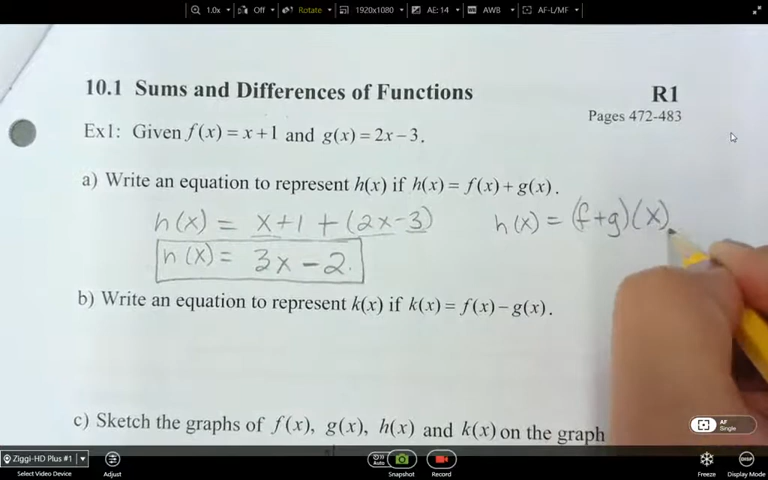 1.0x Off Rotate 1920x1080 AE: 14 AWB AF-L/MF
10.1 Sums and Differences of Functions
R1
Pages 472-483
Ex1: Given f(x) = x+1 and g(x) = 2x−3.
a) Write an equation to represent h(x) if h(x) = f(x)+g(x).
h(x) = x+1 + (2x-3)
h(x) = (f+g)(x)
h(x) = 3x - 2.
b) Write an equation to represent k(x) if k(x) = f(x)−g(x).
c) Sketch the graphs of f(x), g(x), h(x) and k(x) on the graph
AF
Single
Ziggi-HD Plus #1
Select Video Device
Adjust
Auto
Snapshot
Record
Freeze
DISP
Display Mode